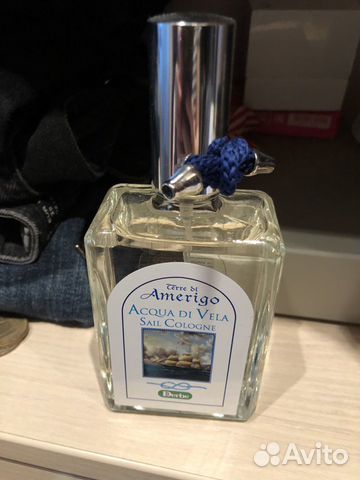 Terre di
Amerigo
ACQUA DI VELA
SAIL COLOGNE
Derbe
Avito